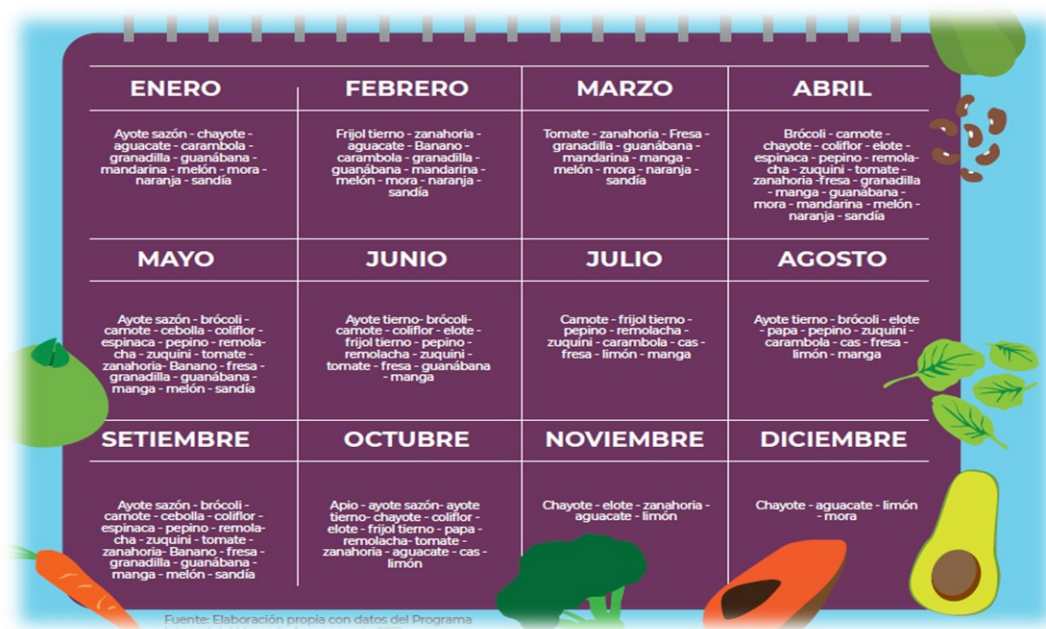 ENERO
Ayote sazón - chayote -
aguacate - carambola -
granadilla - guanábana -
mandarina - melón - mora -
naranja - sandía
FEBRERO
Frijol tierno - zanahoria -
aguacate - Banano -
carambola - granadilla -
guanábana - mandarina -
melón - mora - naranja -
sandía
MARZO
Tomate - zanahoria - Fresa -
granadilla - guanábana -
mandarina - manga -
melón - mora - naranja -
sandía
ABRIL
Brócoli - camote -
chayote - coliflor - elote -
espinaca - pepino - remola-
cha - zuquini - tomate -
zanahoria -fresa - granadilla
- manga - guanábana -
mora - mandarina - melón -
naranja - sandía
MAYO
Ayote sazón - brócoli -
camote - cebolla - coliflor -
espinaca - pepino - remola-
cha - zuquini - tomate -
zanahoria- Banano - fresa -
granadilla - guanábana -
manga - melón - sandía
JUNIO
Ayote tierno- brócoli-
camote - coliflor - elote -
frijol tierno - pepino -
remolacha - zuquini -
tomate - fresa - guanábana
- manga
JULIO
Camote - frijol tierno -
pepino - remolacha -
zuquini - carambola - cas -
fresa - limón - manga
AGOSTO
Ayote tierno - brócoli - elote
- papa - pepino - zuquini -
carambola - cas - fresa -
limón - manga
SETIEMBRE
Ayote sazón - brócoli -
camote - cebolla - coliflor -
espinaca - pepino - remola-
cha - zuquini - tomate -
zanahoria- Banano - fresa -
granadilla - guanábana -
manga - melón - sandía
OCTUBRE
Apio - ayote sazón- ayote
tierno- chayote - coliflor -
elote - frijol tierno - papa -
remolacha- tomate -
zanahoria - aguacate - cas -
limón
NOVIEMBRE
Chayote - elote - zanahoria -
aguacate - limón
DICIEMBRE
Chayote - aguacate - limón
- mora
Fuente: Elaboración propia con datos del Programa